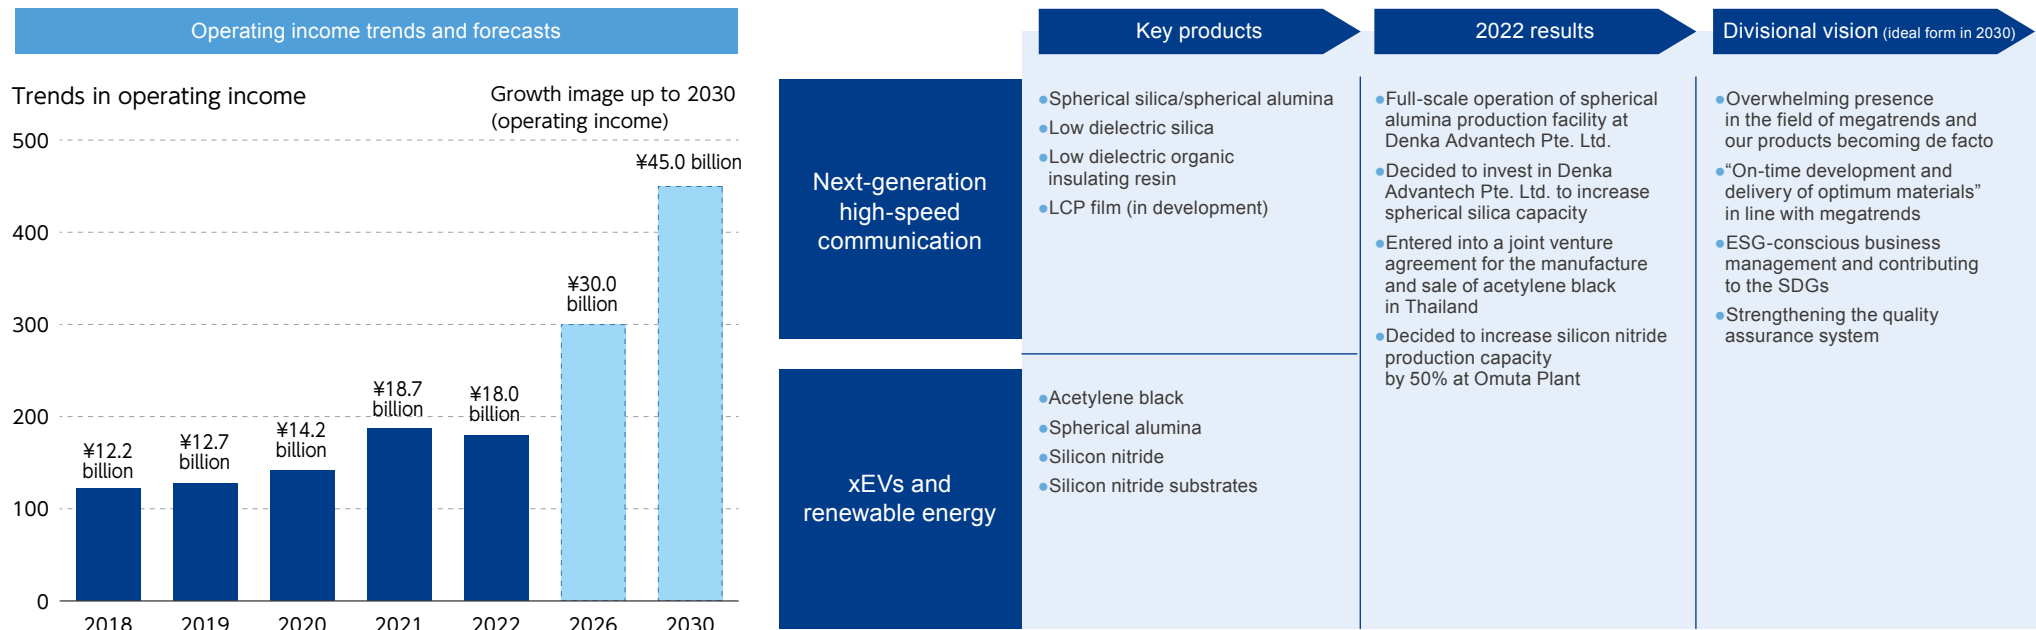 Operating income trends and forecasts
Trends in operating income
Growth image up to 2030
(operating income)
500
400
300
200
100
0
¥12.2
billion
¥12.7
billion
¥14.2
billion
¥18.7
billion
¥18.0
billion
¥30.0
billion
¥45.0 billion
2018
2019
2020
2021
2022
2026
2030
Key products
2022 results
Divisional vision (ideal form in 2030)
Next-generation
high-speed
communication
●Spherical silica/spherical alumina
●Low dielectric silica
●Low dielectric organic
insulating resin
●LCP film (in development)
xEVs and
renewable energy
●Acetylene black
●Spherical alumina
●Silicon nitride
●Silicon nitride substrates
●Full-scale operation of spherical
alumina production facility at
Denka Advantech Pte. Ltd.
●Decided to invest in Denka
Advantech Pte. Ltd. to increase
spherical silica capacity
●Entered into a joint venture
agreement for the manufacture
and sale of acetylene black
in Thailand
●Decided to increase silicon nitride
production capacity
by 50% at Omuta Plant
●Overwhelming presence
in the field of megatrends and
our products becoming de facto
●“On-time development and
delivery of optimum materials”
in line with megatrends
●ESG-conscious business
management and contributing
to the SDGs
●Strengthening the quality
assurance system